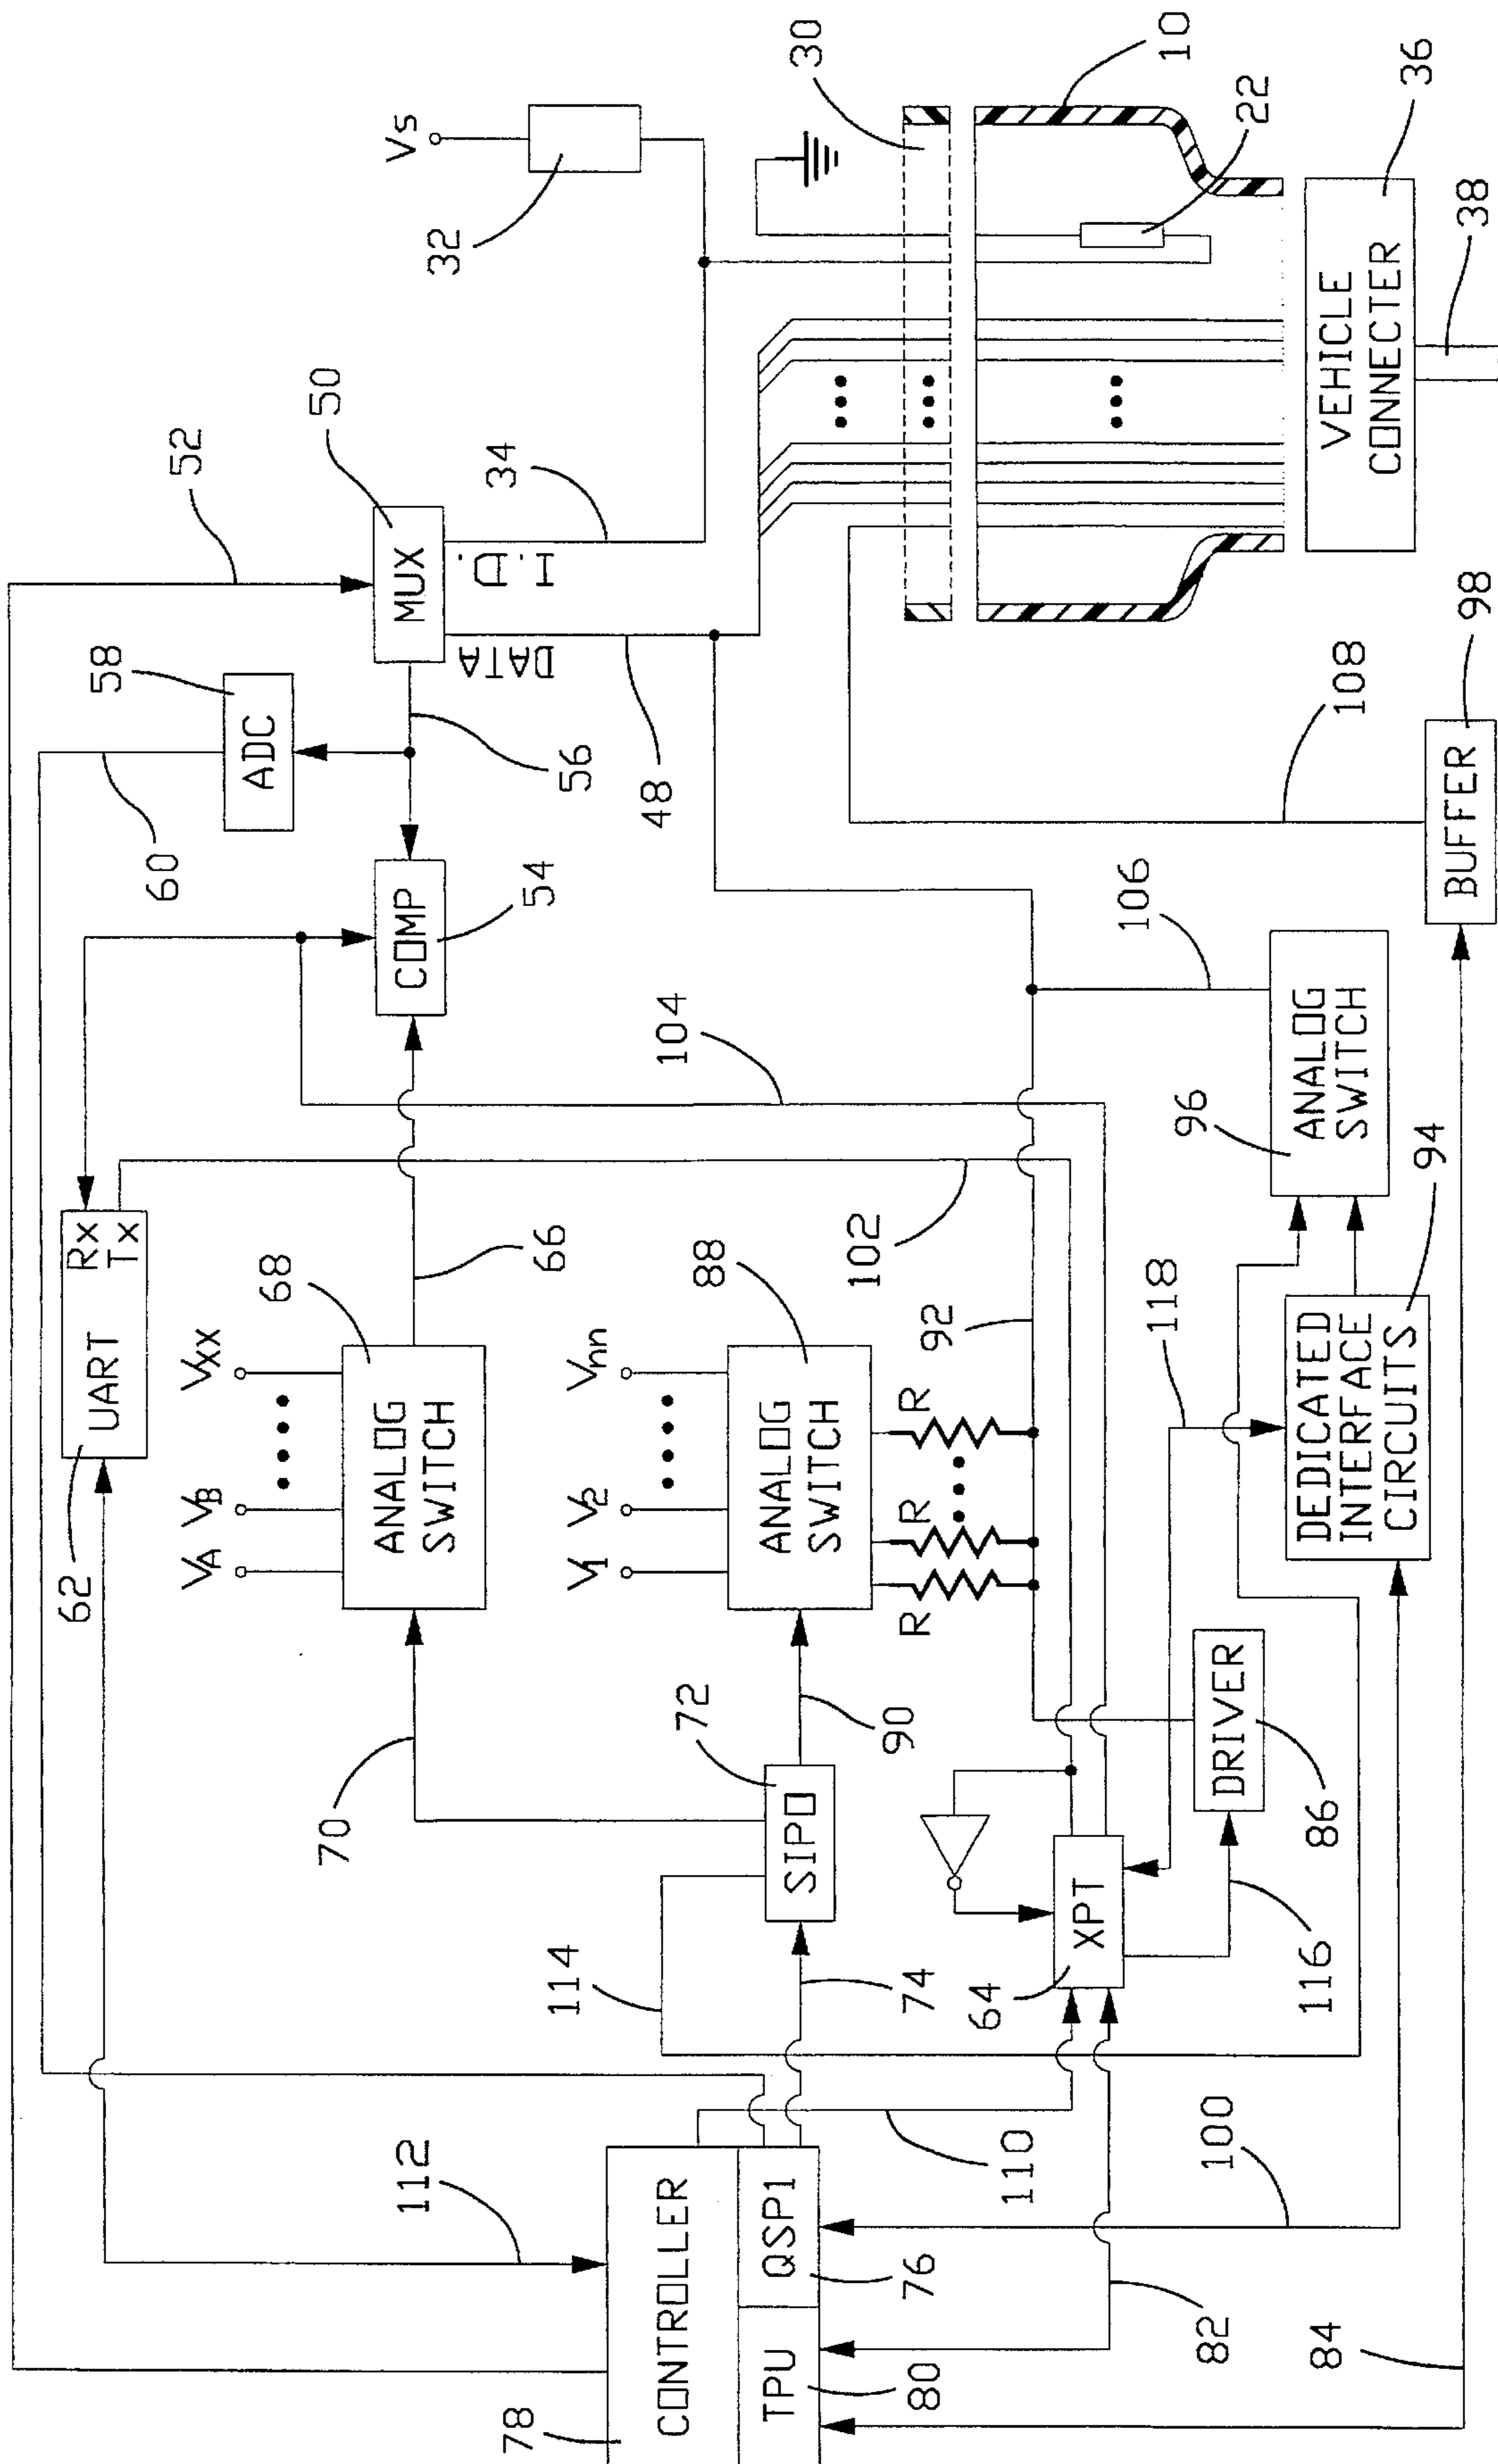 52
50
MUX
DATA
I.D.
34
58
ADC
60
56
48
COMP
54
Vs
32
30
10
22
VEHICLE
CONNECTER
36
38
98
BUFFER
108
106
104
102
Rx
Tx
UART
62
VA
VB
VXX
68
ANALOG
SWITCH
66
V1
V2
Vnn
88
ANALOG
SWITCH
R
R
R
92
96
ANALOG
SWITCH
94
118
DEDICATED
INTERFACE
CIRCUITS
70
72
SIPO
90
74
114
XPT
64
DRIVER
86
116
112
110
100
CONTROLLER
78
QSP1
76
TPU
80
82
84